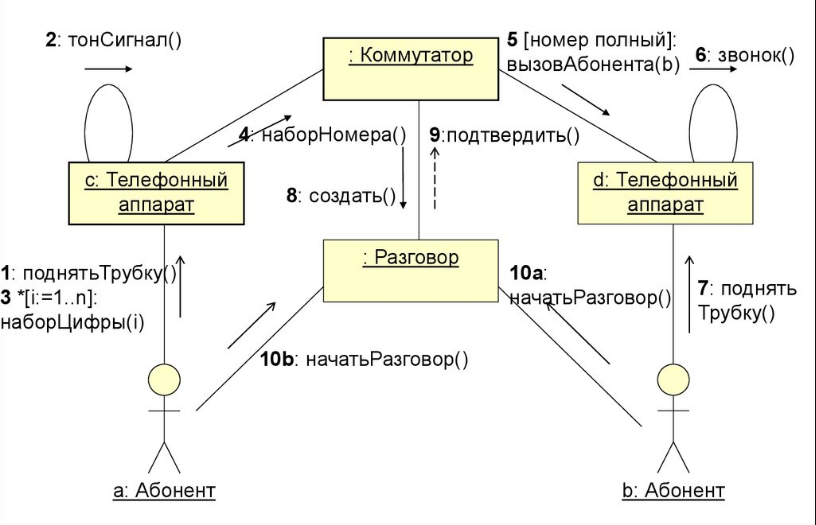 2: тонСигнал()
: Коммутатор
5 [номер полный]:
вызовАбонента(b)
6: звонок()
4: наборНомера()
9:подтвердить()
c: Телефонный
аппарат
d: Телефонный
аппарат
8: создать()
1: поднятьТрубку()
3 *[i:=1..n]:
наборЦифры(i)
: Разговор
10a:
начатьРазговор()
7: поднять
Трубку()
10b: начатьРазговор()
a: Абонент
b: Абонент